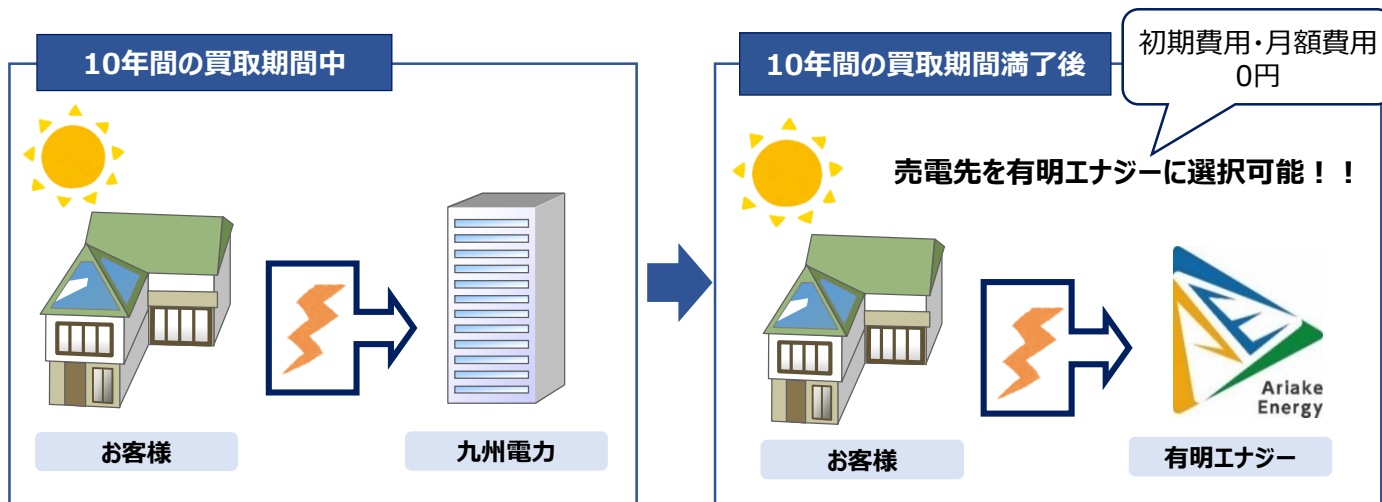 10年間の買取期間中
お客様
九州電力
10年間の買取期間満了後
初期費用・月額費用
0円
売電先を有明エナジーに選択可能！！
Ariake
Energy
お客様
有明エナジー